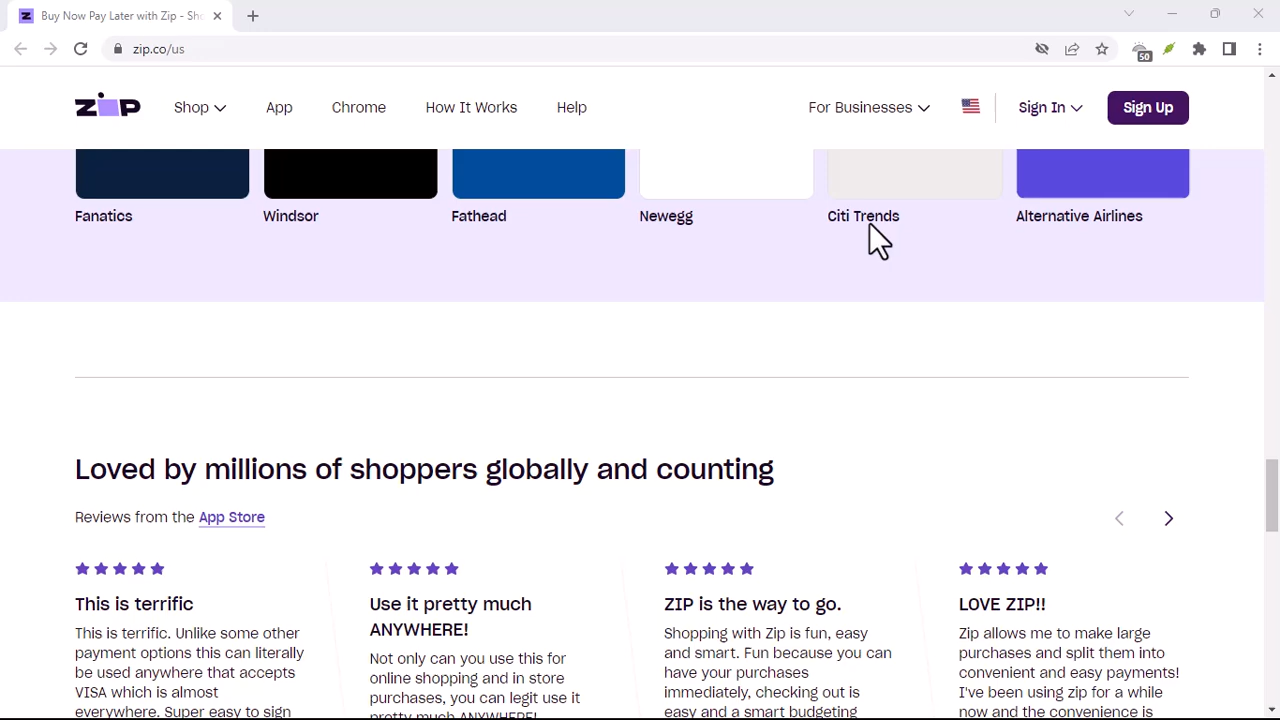 Buy Now Pay Later with Zip - Sho
zip.co/us
50
ZIP
Shop
App
Chrome
How It Works
Help
For Businesses
Sign In
Sign Up
Fanatics
Windsor
Fathead
Newegg
Citi Trends
Alternative Airlines
Loved by millions of shoppers globally and counting
Reviews from the App Store
This is terrific
This is terrific. Unlike some other
payment options this can literally
be used anywhere that accepts
VISA which is almost
everywhere. Super easy to sign
Use it pretty much
ANYWHERE!
Not only can you use this for
online shopping and in store
purchases, you can legit use it
pretty much ANYWHERE!
ZIP is the way to go.
Shopping with Zip is fun, easy
and smart. Fun because you can
have your purchases
immediately, checking out is
easy and a smart budgeting
LOVE ZIP!!
Zip allows me to make large
purchases and split them into
convenient and easy payments!
I've been using zip for a while
now and the convenience is